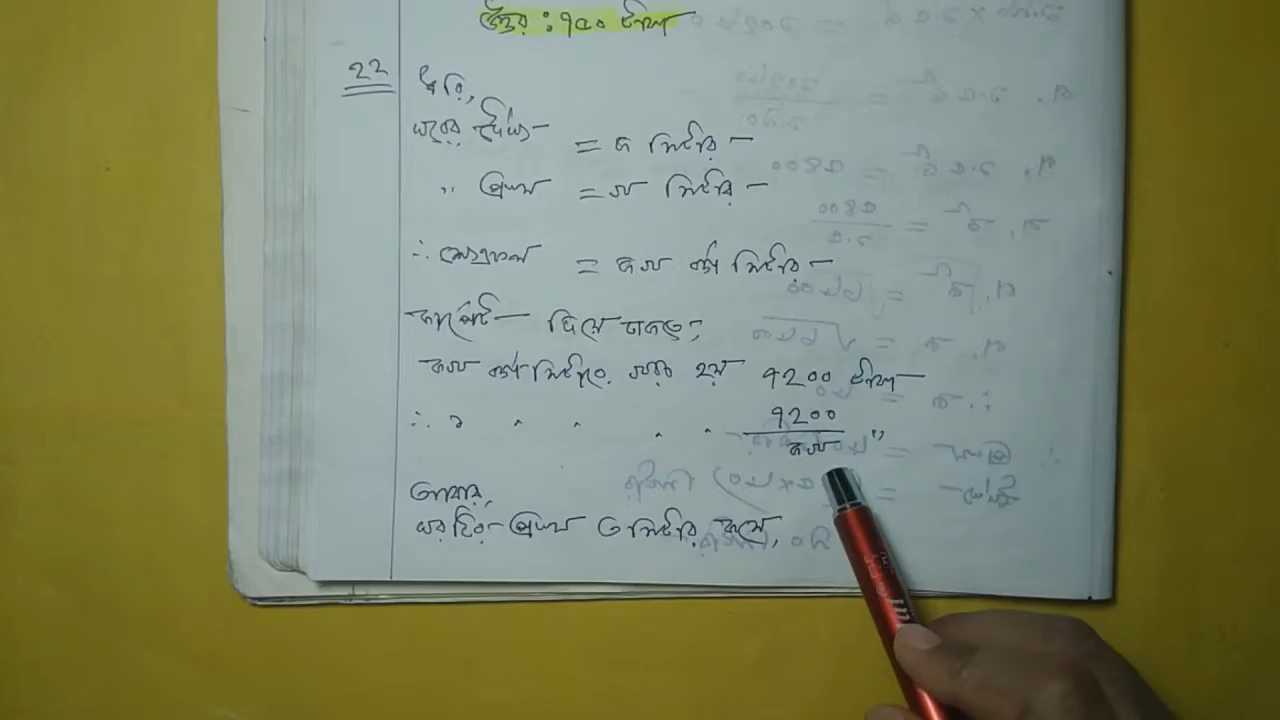 উত্তর : ৭৫০ টাকা
২২
ধরি,
ঘরের দৈর্ঘ্য = ক মিটার
,, প্রস্থ = খ মিটার
∴ ক্ষেত্রফল = কখ বর্গ মিটার
কার্পেট দিয়ে ঢাকতে,
কখ বর্গ মিটারে খরচ হয় ৭২০০ টাকা
∴ ১ " " " " ৭২০০/কখ "
আবার,
ঘরটির প্রস্থ ৩ মিটার কমে,